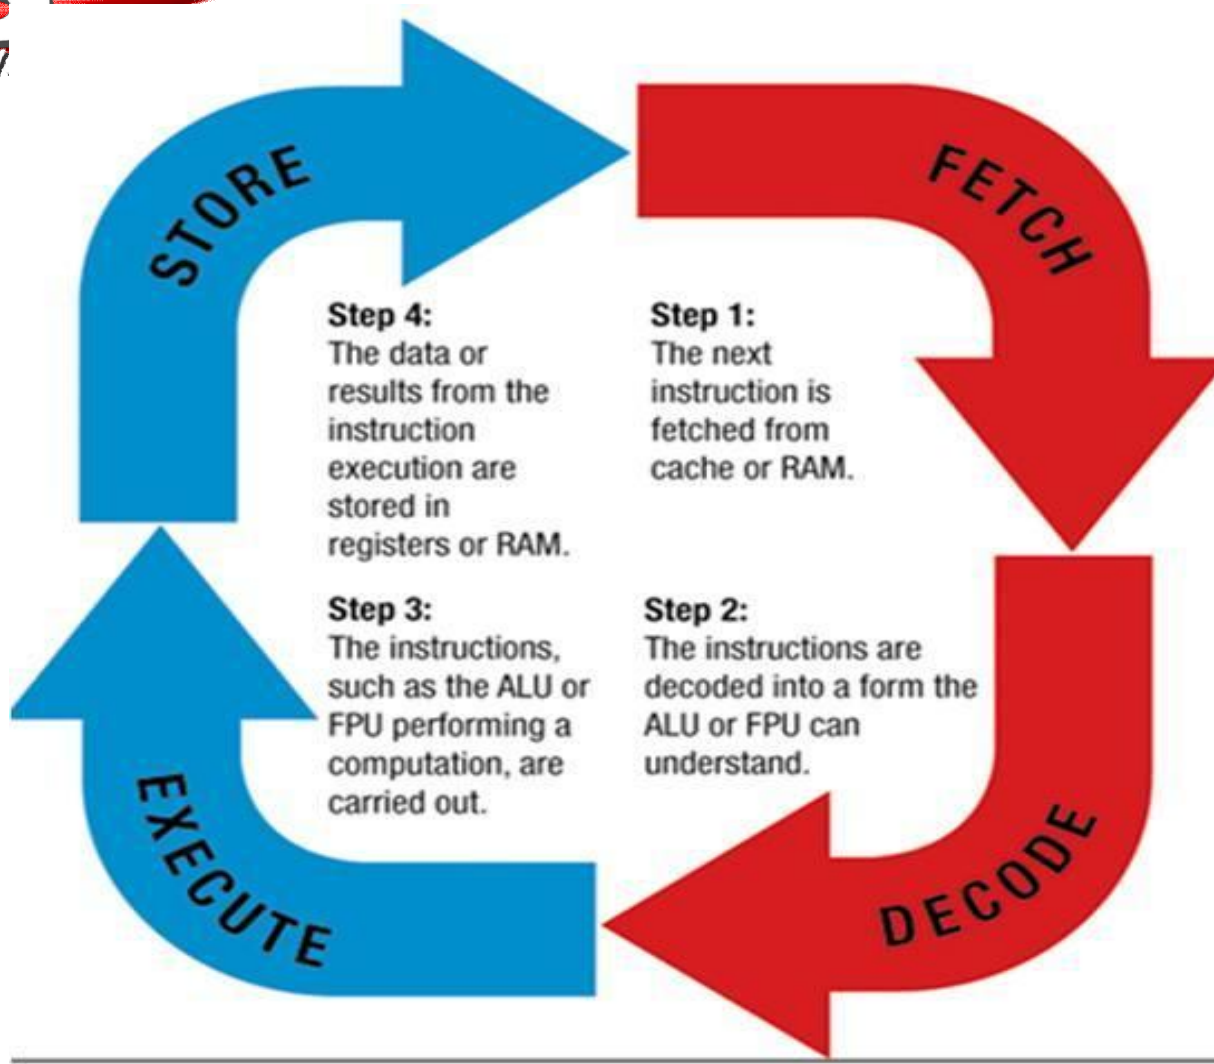 STORE
FETCH
Step 4:
The data or
results from the
instruction
execution are
stored in
registers or RAM.
Step 1:
The next
instruction is
fetched from
cache or RAM.
Step 3:
The instructions,
such as the ALU or
FPU performing a
computation, are
carried out.
Step 2:
The instructions are
decoded into a form the
ALU or FPU can
understand.
EXECUTE
DECODE